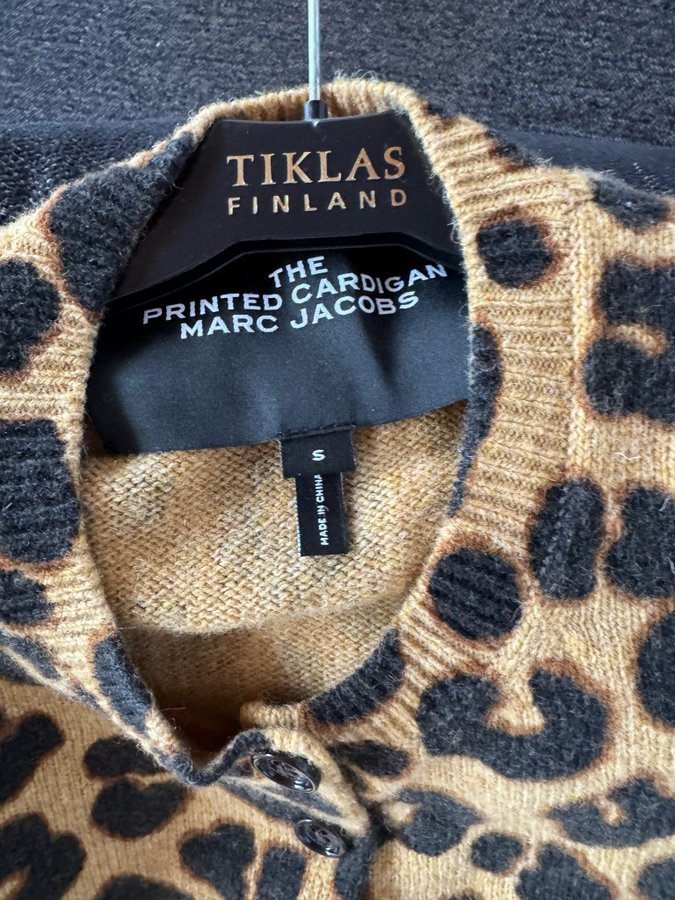 TIKLAS
FINLAND
THE
PRINTED CARDIGAN
MARC JACOBS
S
MADE IN CHINA